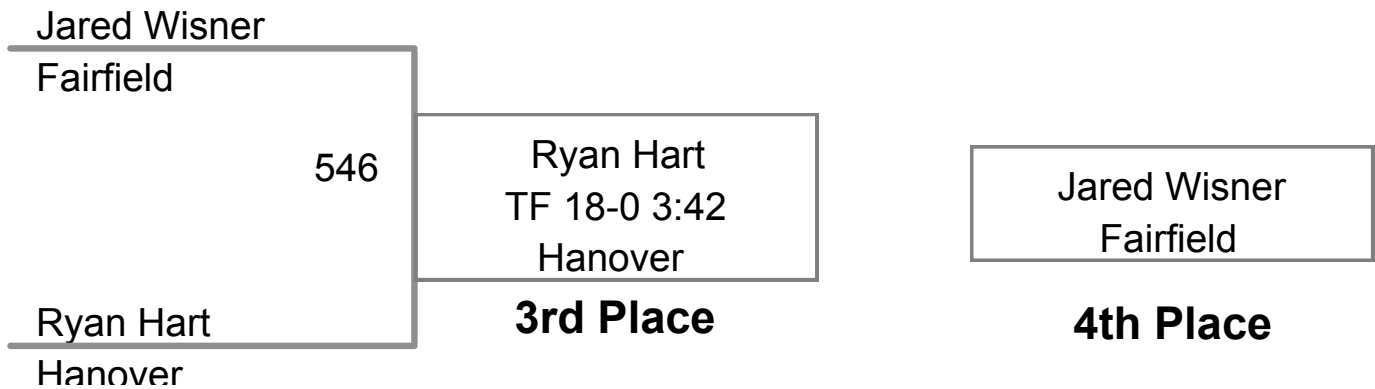 Jared Wisner
Fairfield
546
Ryan Hart
TF 18-0 3:42
Hanover
3rd Place
Jared Wisner
Fairfield
4th Place
Ryan Hart
Hanover